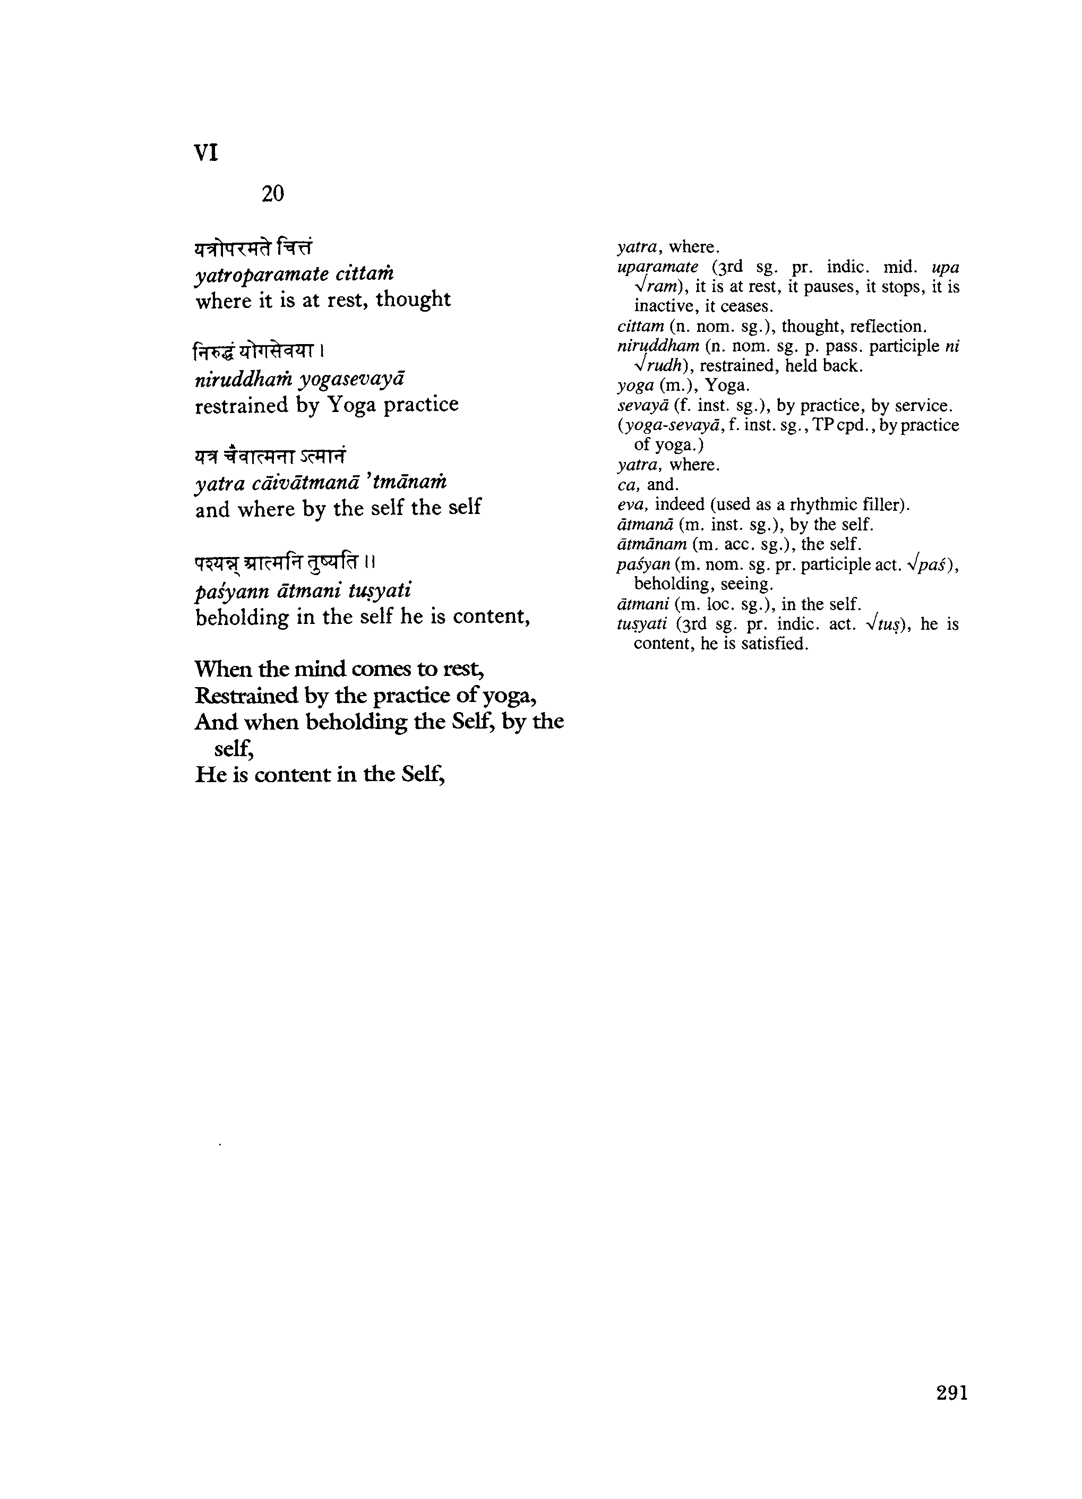 VI
20
यत्रोपरमते चित्तं
yatroparamate cittaṁ
where it is at rest, thought
निरुद्धं योगसेवया ।
niruddhaṁ yogasevayā
restrained by Yoga practice
यत्र चैवात्मना ऽत्मानं
yatra cāivātmanā 'tmānaṁ
and where by the self the self
पश्यन्न् आत्मनि तुष्यति ॥
paśyann ātmani tuṣyati
beholding in the self he is content,
When the mind comes to rest,
Restrained by the practice of yoga,
And when beholding the Self, by the
self,
He is content in the Self,
yatra, where.
uparamate (3rd sg. pr. indic. mid. upa
√ram), it is at rest, it pauses, it stops, it is
inactive, it ceases.
cittam (n. nom. sg.), thought, reflection.
niruddham (n. nom. sg. p. pass. participle ni
√rudh), restrained, held back.
yoga (m.), Yoga.
sevayā (f. inst. sg.), by practice, by service.
(yoga-sevayā, f. inst. sg., TP cpd., by practice
of yoga.)
yatra, where.
ca, and.
eva, indeed (used as a rhythmic filler).
ātmanā (m. inst. sg.), by the self.
ātmānam (m. acc. sg.), the self.
paśyan (m. nom. sg. pr. participle act. √paś),
beholding, seeing.
ātmani (m. loc. sg.), in the self.
tuṣyati (3rd sg. pr. indic. act. √tuṣ), he is
content, he is satisfied.
291